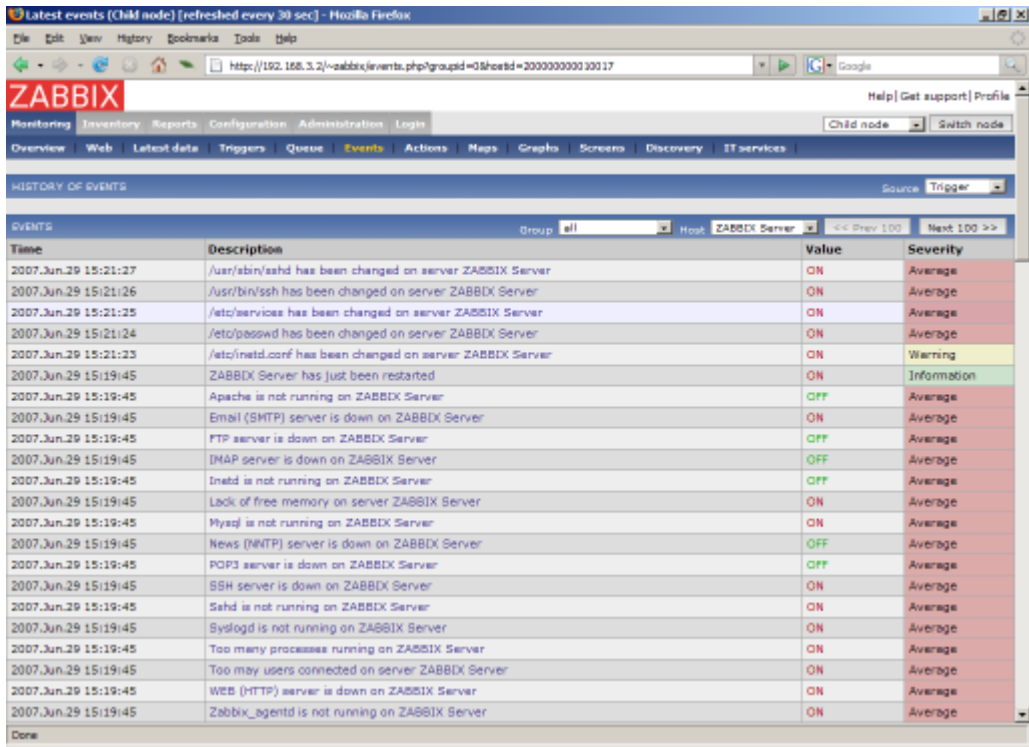 Latest events (Child node) [refreshed every 30 sec] - Mozilla Firefox
File Edit View History Bookmarks Tools Help
http://192.168.3.2/~zabbix/events.php?groupid=0&hostid=200000000010017 Google
ZABBIX Help | Get support | Profile
Monitoring Inventory Reports Configuration Administration Login Child node Switch node
Overview Web Latest data Triggers Queue Events Actions Maps Graphs Screens Discovery IT services
HISTORY OF EVENTS Source Trigger
EVENTS Group all Host ZABBIX Server << Prev 100 Next 100 >>
Time Description Value Severity
2007.Jun.29 15:21:27 /usr/sbin/sshd has been changed on server ZABBIX Server ON Average
2007.Jun.29 15:21:26 /usr/bin/ssh has been changed on server ZABBIX Server ON Average
2007.Jun.29 15:21:25 /etc/services has been changed on server ZABBIX Server ON Average
2007.Jun.29 15:21:24 /etc/passwd has been changed on server ZABBIX Server ON Average
2007.Jun.29 15:21:23 /etc/inetd.conf has been changed on server ZABBIX Server ON Warning
2007.Jun.29 15:19:45 ZABBIX Server has just been restarted ON Information
2007.Jun.29 15:19:45 Apache is not running on ZABBIX Server OFF Average
2007.Jun.29 15:19:45 Email (SMTP) server is down on ZABBIX Server ON Average
2007.Jun.29 15:19:45 FTP server is down on ZABBIX Server OFF Average
2007.Jun.29 15:19:45 IMAP server is down on ZABBIX Server OFF Average
2007.Jun.29 15:19:45 Inetd is not running on ZABBIX Server OFF Average
2007.Jun.29 15:19:45 Lack of free memory on server ZABBIX Server ON Average
2007.Jun.29 15:19:45 Mysql is not running on ZABBIX Server ON Average
2007.Jun.29 15:19:45 News (NNTP) server is down on ZABBIX Server OFF Average
2007.Jun.29 15:19:45 POP3 server is down on ZABBIX Server OFF Average
2007.Jun.29 15:19:45 SSH server is down on ZABBIX Server ON Average
2007.Jun.29 15:19:45 Sshd is not running on ZABBIX Server ON Average
2007.Jun.29 15:19:45 Syslogd is not running on ZABBIX Server ON Average
2007.Jun.29 15:19:45 Too many processes running on ZABBIX Server ON Average
2007.Jun.29 15:19:45 Too may users connected on server ZABBIX Server ON Average
2007.Jun.29 15:19:45 WEB (HTTP) server is down on ZABBIX Server ON Average
2007.Jun.29 15:19:45 Zabbix_agentd is not running on ZABBIX Server ON Average
Done